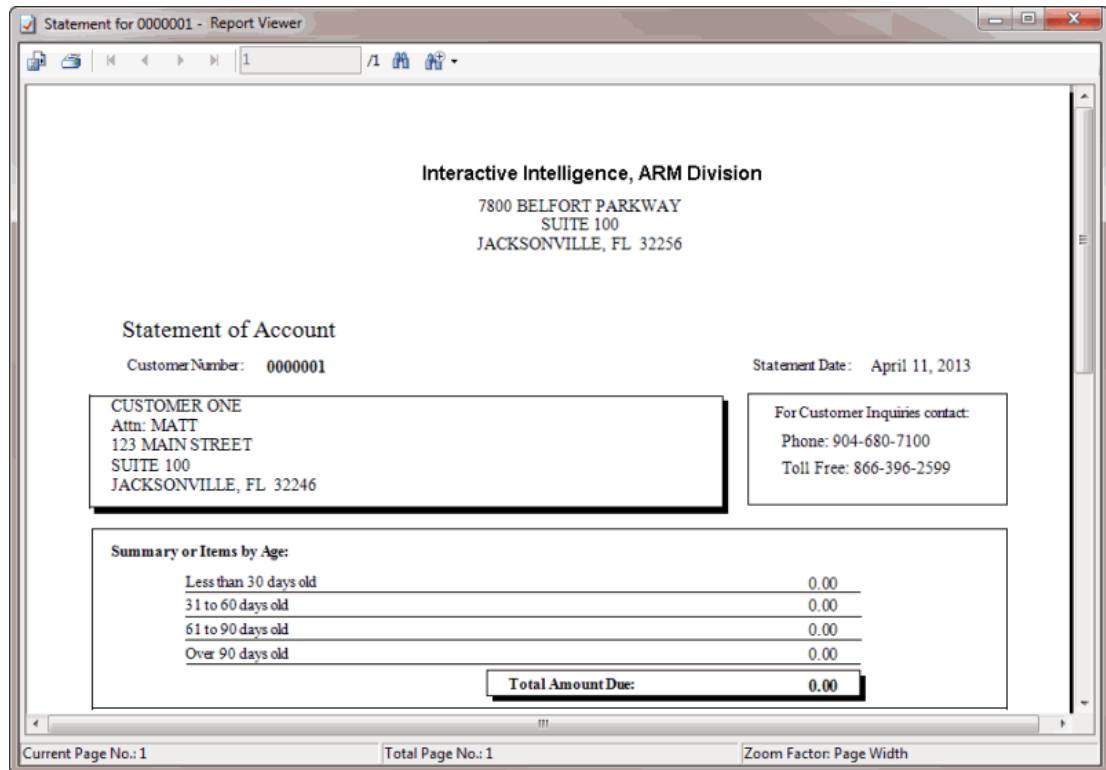 Statement for 0000001 - Report Viewer
1 /1
Interactive Intelligence, ARM Division
7800 BELFORT PARKWAY
SUITE 100
JACKSONVILLE, FL 32256
Statement of Account
Customer Number: 0000001
Statement Date: April 11, 2013
CUSTOMER ONE
Attn: MATT
123 MAIN STREET
SUITE 100
JACKSONVILLE, FL 32246
For Customer Inquiries contact:
Phone: 904-680-7100
Toll Free: 866-396-2599
Summary or Items by Age:
Less than 30 days old 0.00
31 to 60 days old 0.00
61 to 90 days old 0.00
Over 90 days old 0.00
Total Amount Due: 0.00
Current Page No.: 1 Total Page No.: 1 Zoom Factor: Page Width